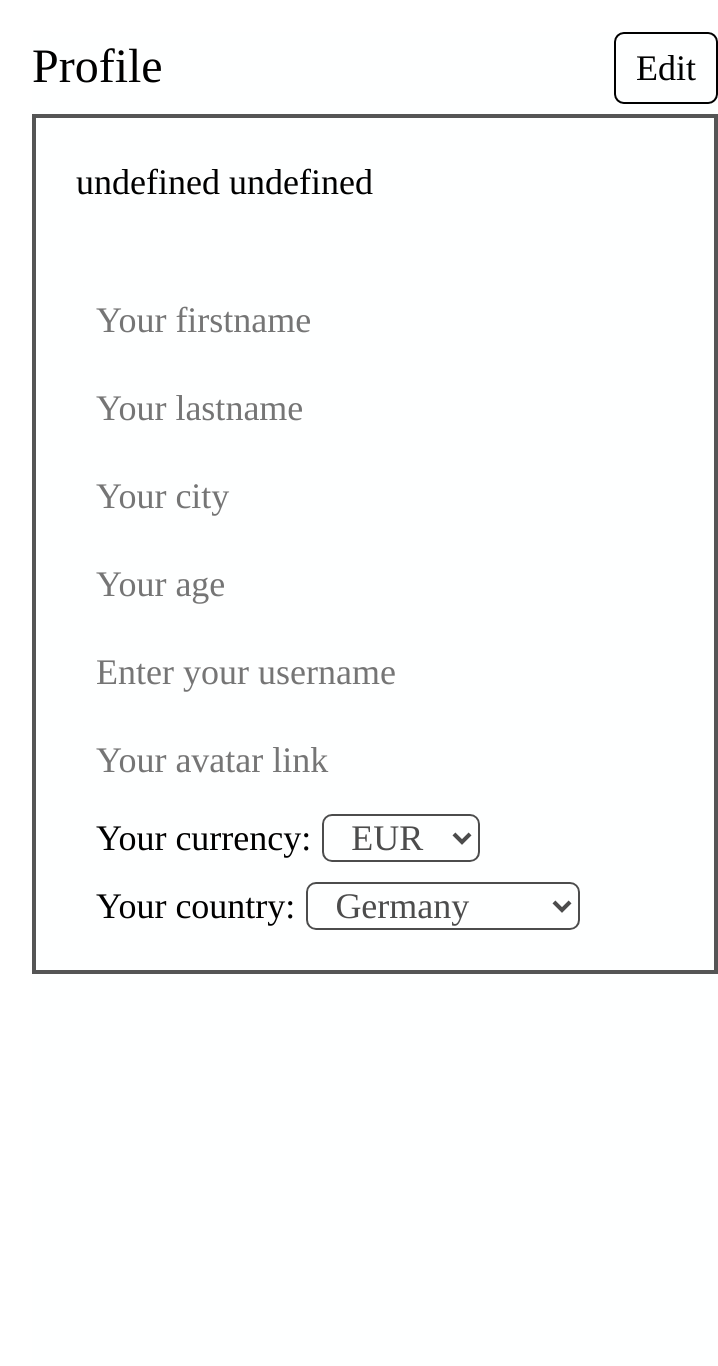 Profile
Edit
undefined undefined
Your firstname
Your lastname
Your city
Your age
Enter your username
Your avatar link
Your currency: EUR
Your country: Germany